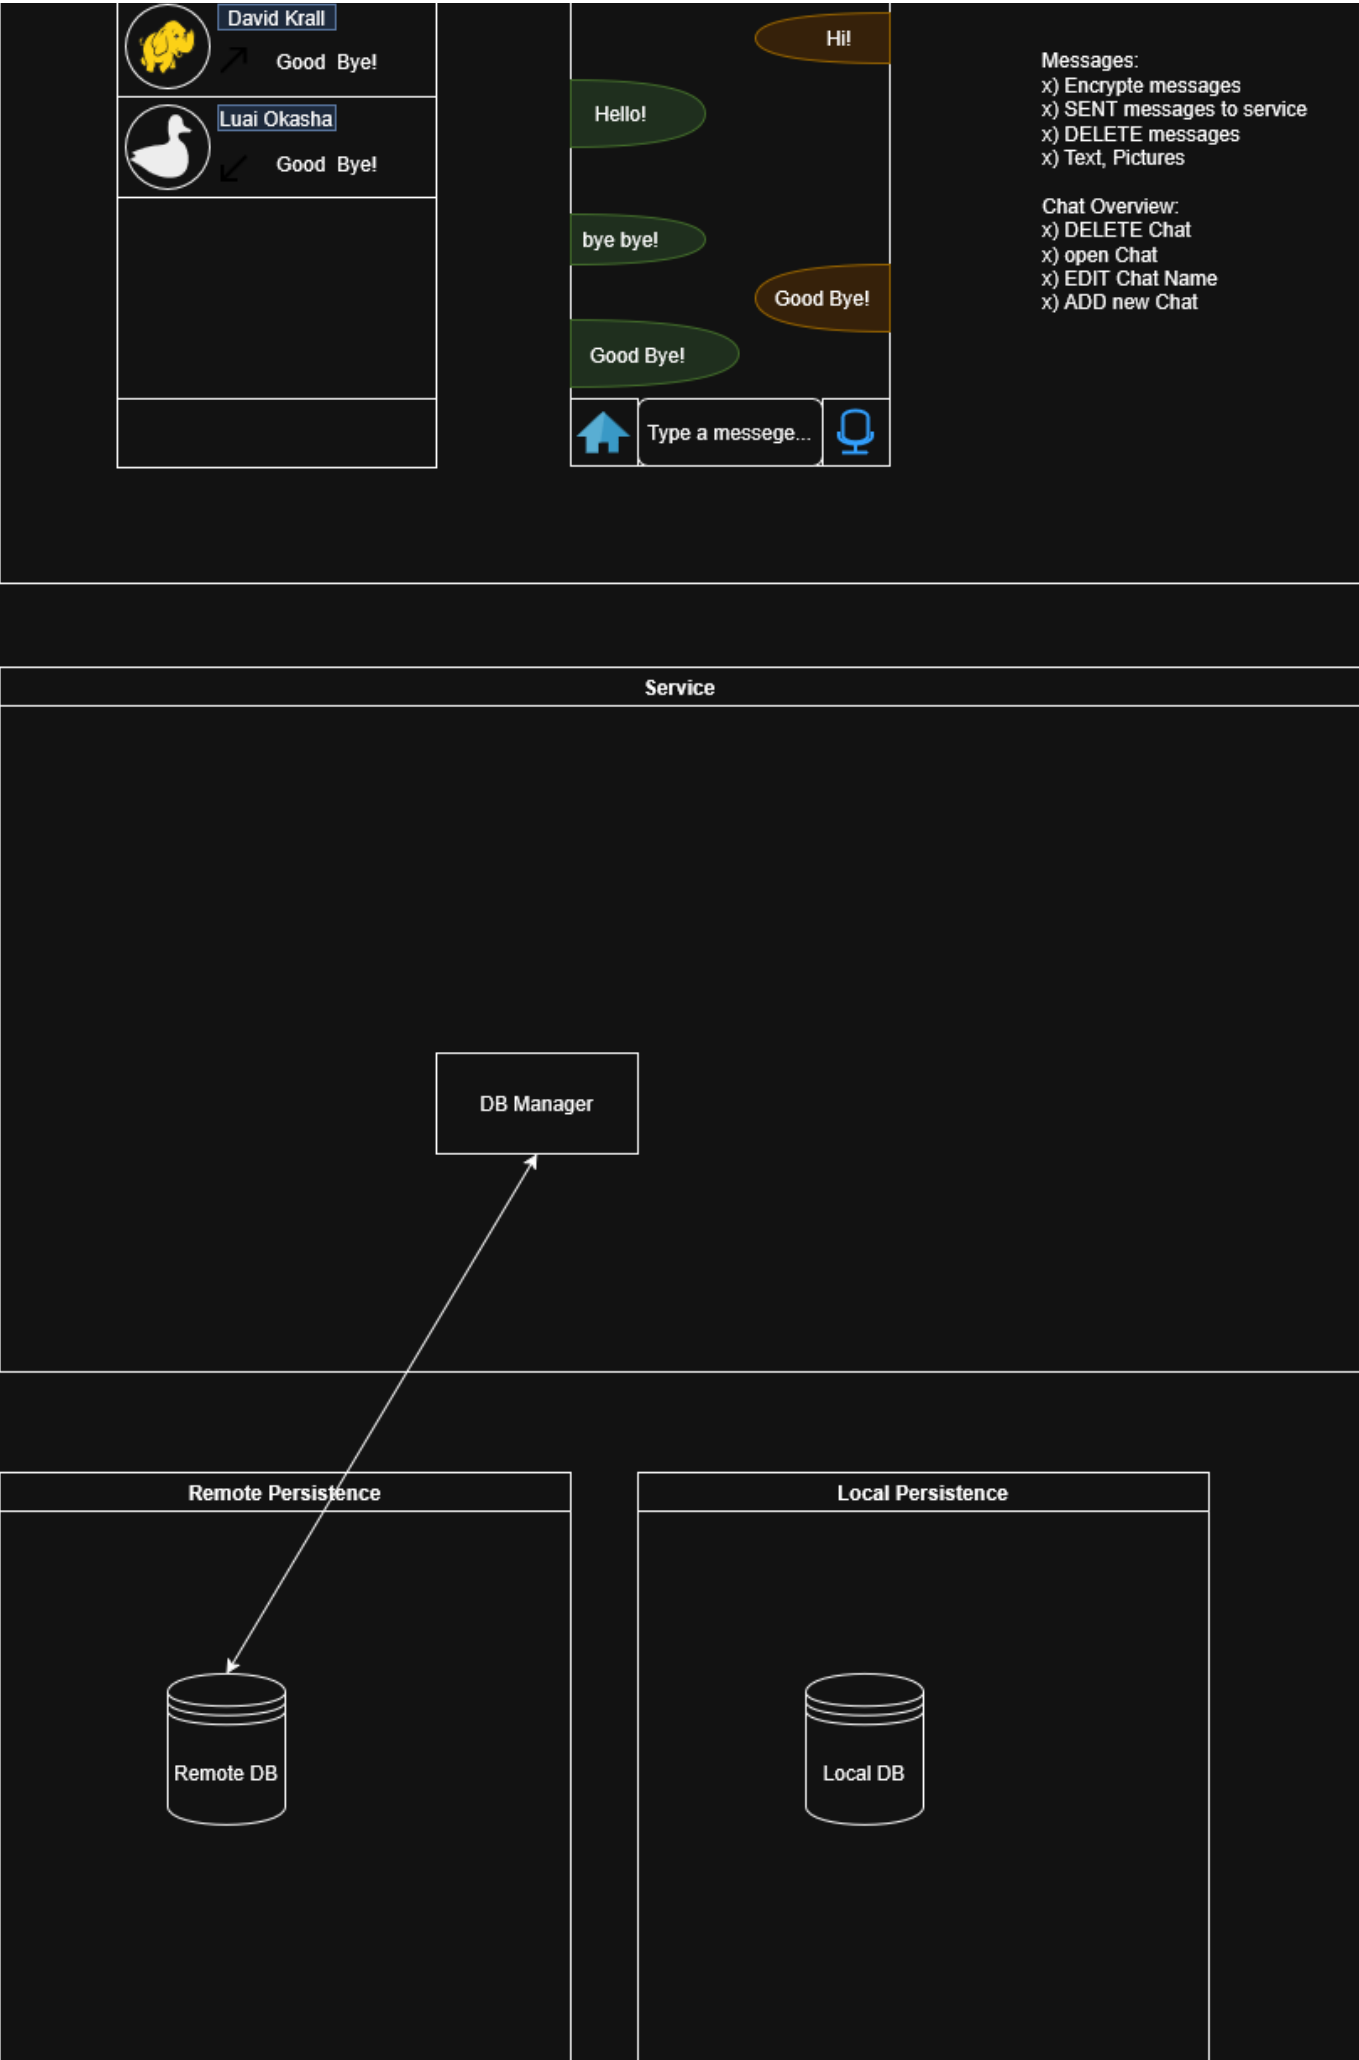 David Krall
Good Bye!
Luai Okasha
Good Bye!
Hi!
Hello!
bye bye!
Good Bye!
Good Bye!
Type a messege...
Messages:
x) Encrypte messages
x) SENT messages to service
x) DELETE messages
x) Text, Pictures
Chat Overview:
x) DELETE Chat
x) open Chat
x) EDIT Chat Name
x) ADD new Chat
Service
DB Manager
Remote Persistence
Local Persistence
Remote DB
Local DB